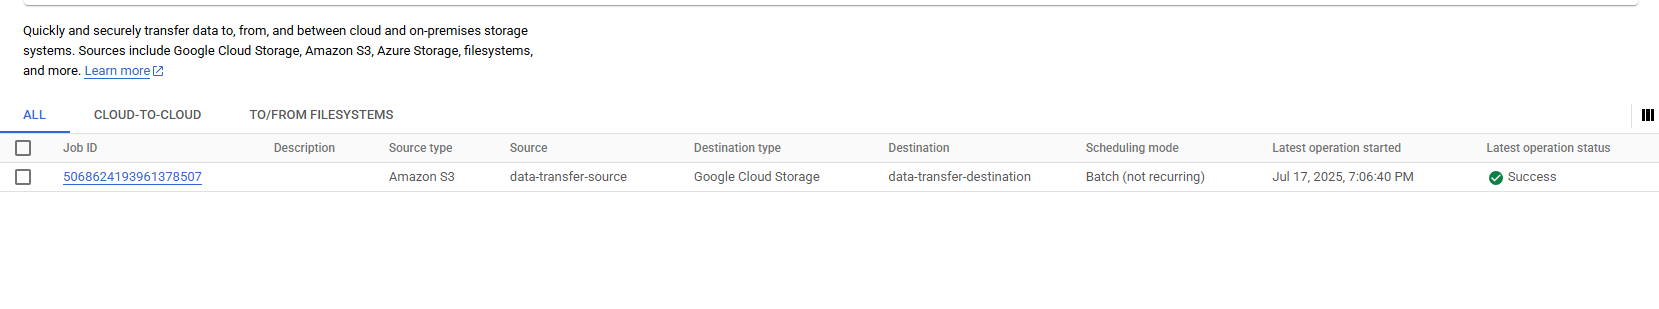 Quickly and securely transfer data to, from, and between cloud and on-premises storage
systems. Sources include Google Cloud Storage, Amazon S3, Azure Storage, filesystems,
and more. Learn more
ALL CLOUD-TO-CLOUD TO/FROM FILESYSTEMS
Job ID Description Source type Source Destination type Destination Scheduling mode Latest operation started Latest operation status
5068624193961378507 Amazon S3 data-transfer-source Google Cloud Storage data-transfer-destination Batch (not recurring) Jul 17, 2025, 7:06:40 PM Success